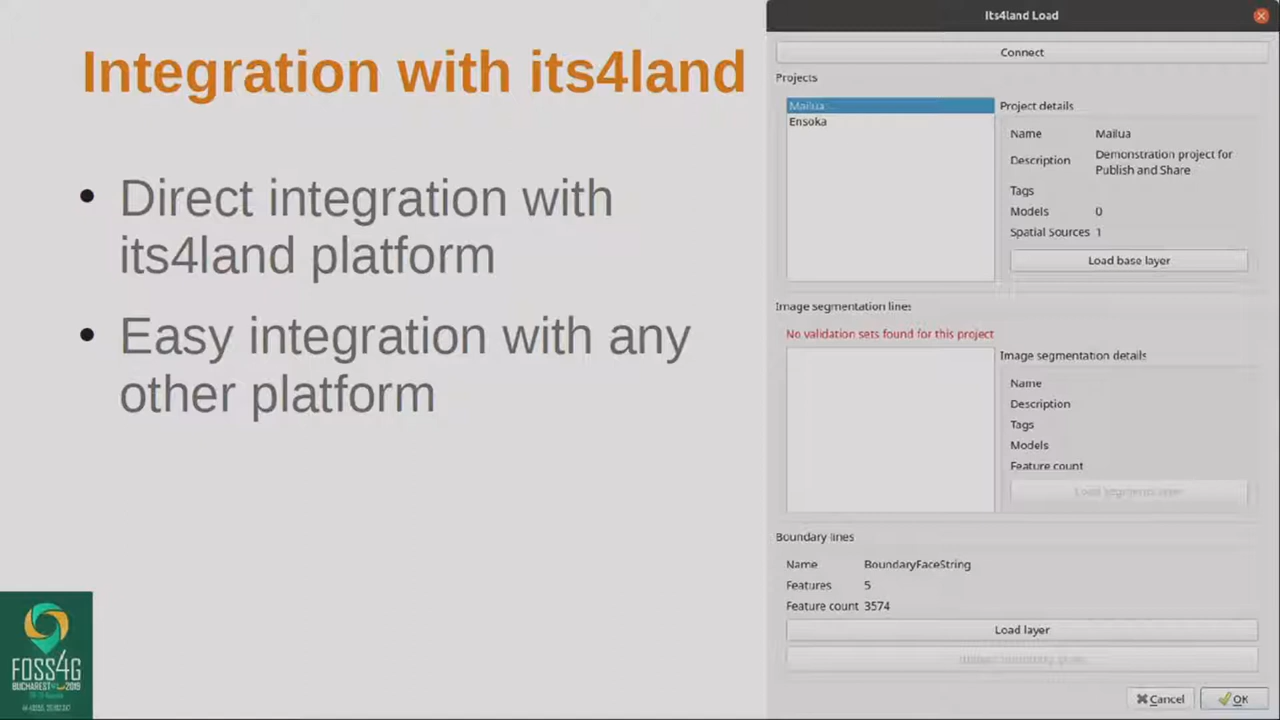 Integration with its4land
• Direct integration with
its4land platform
• Easy integration with any
other platform
FOSS4G
BUCHAREST 2019
Its4land Load
Connect
Projects
Mailua
Ensoka
Project details
Name Mailua
Description Demonstration project for
Publish and Share
Tags
Models 0
Spatial Sources 1
Load base layer
Image segmentation lines
No validation sets found for this project
Image segmentation details
Name
Description
Tags
Models
Feature count
Load segments layer
Boundary lines
Name BoundaryFaceString
Features 5
Feature count 3574
Load layer
Cancel
OK